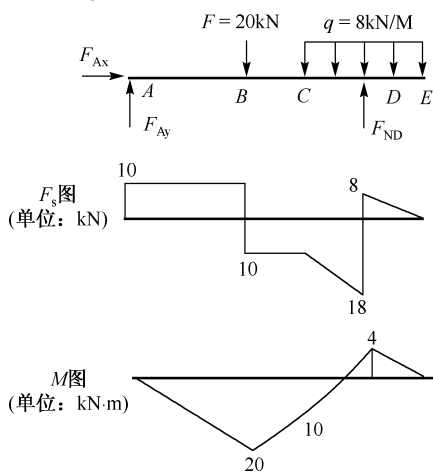 F = 20kN
q = 8kN/M
F_Ax
A
B
C
D
E
F_Ay
F_ND
10
8
F_s图
(单位：kN)
10
18
4
M图
(单位：kN·m)
10
20